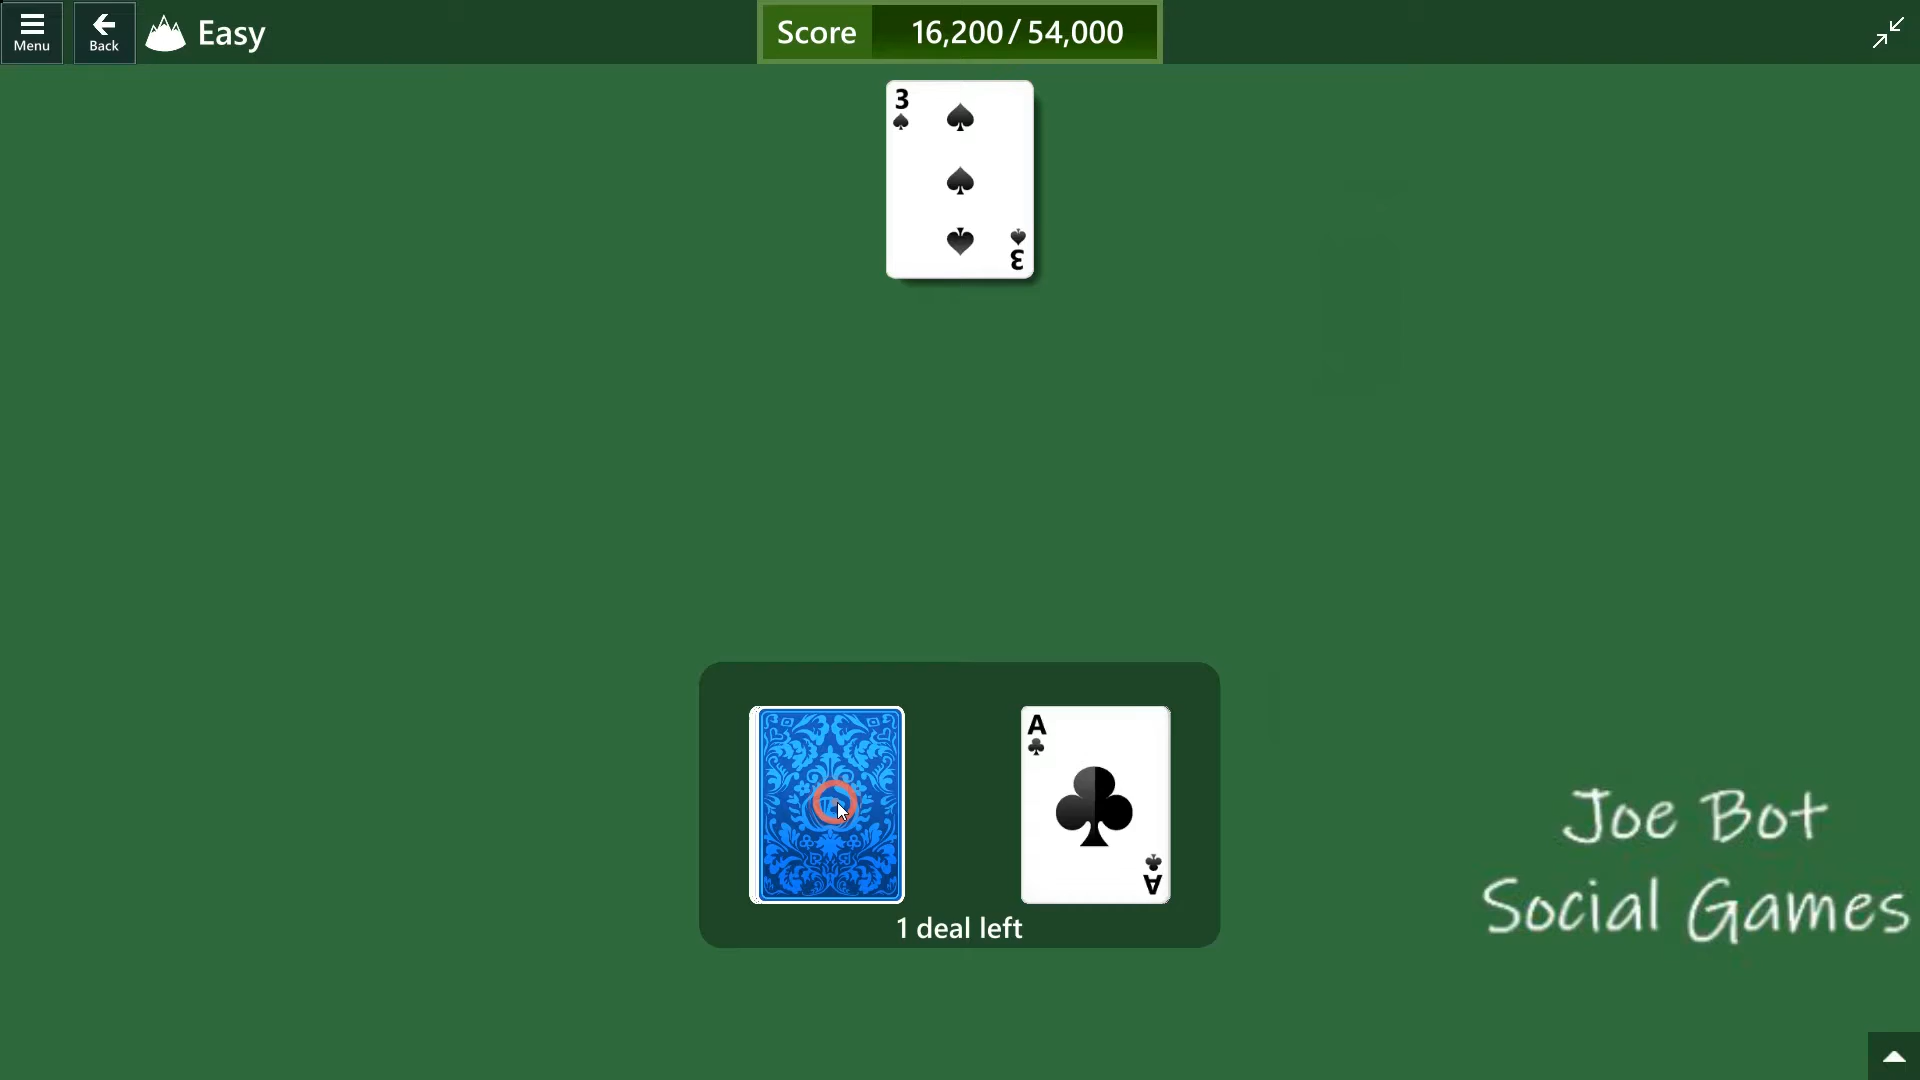 Menu
Back
Easy
Score 16,200/54,000
3
3
A
A
1 deal left
Joe Bot
Social Games